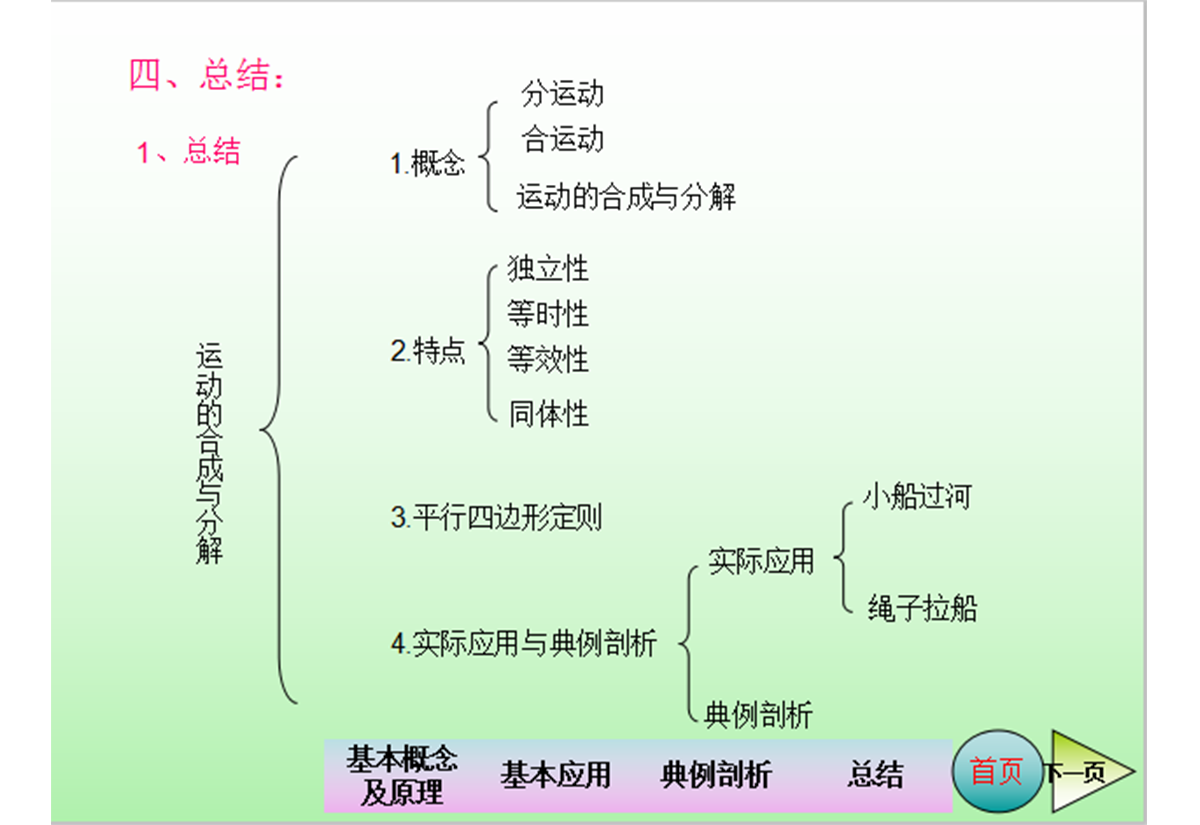 四、总结：
1、总结
运动的合成与分解
1.概念
分运动
合运动
运动的合成与分解
2.特点
独立性
等时性
等效性
同体性
3.平行四边形定则
4.实际应用与典例剖析
实际应用
小船过河
绳子拉船
典例剖析
基本概念
及原理
基本应用
典例剖析
总结
首页
下一页